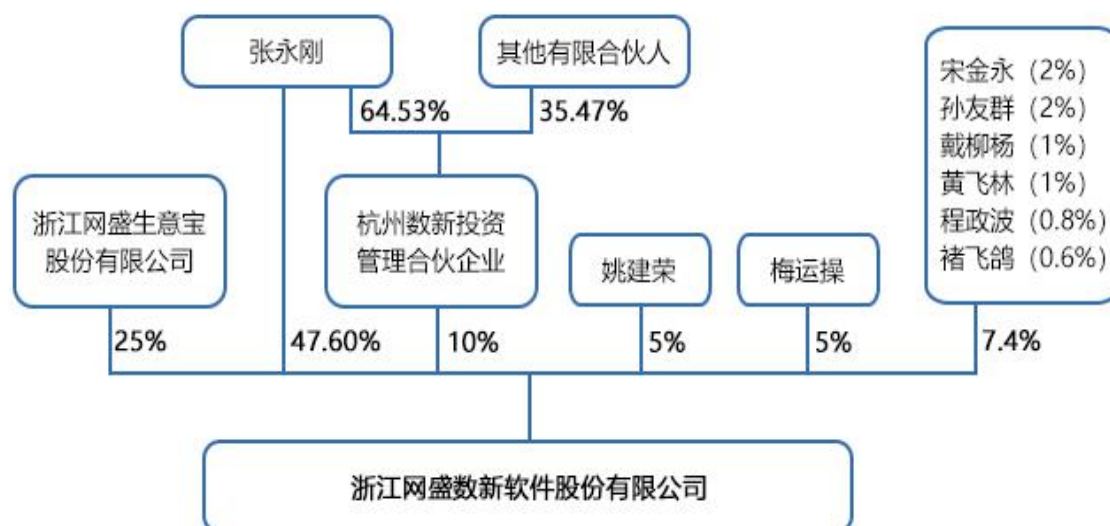 张永刚
其他有限合伙人
宋金永（2%）
孙友群（2%）
戴柳杨（1%）
黄飞林（1%）
程政波（0.8%）
褚飞鸽（0.6%）
64.53%
35.47%
浙江网盛生意宝
股份有限公司
杭州数新投资
管理合伙企业
姚建荣
梅运操
25%
47.60%
10%
5%
5%
7.4%
浙江网盛数新软件股份有限公司